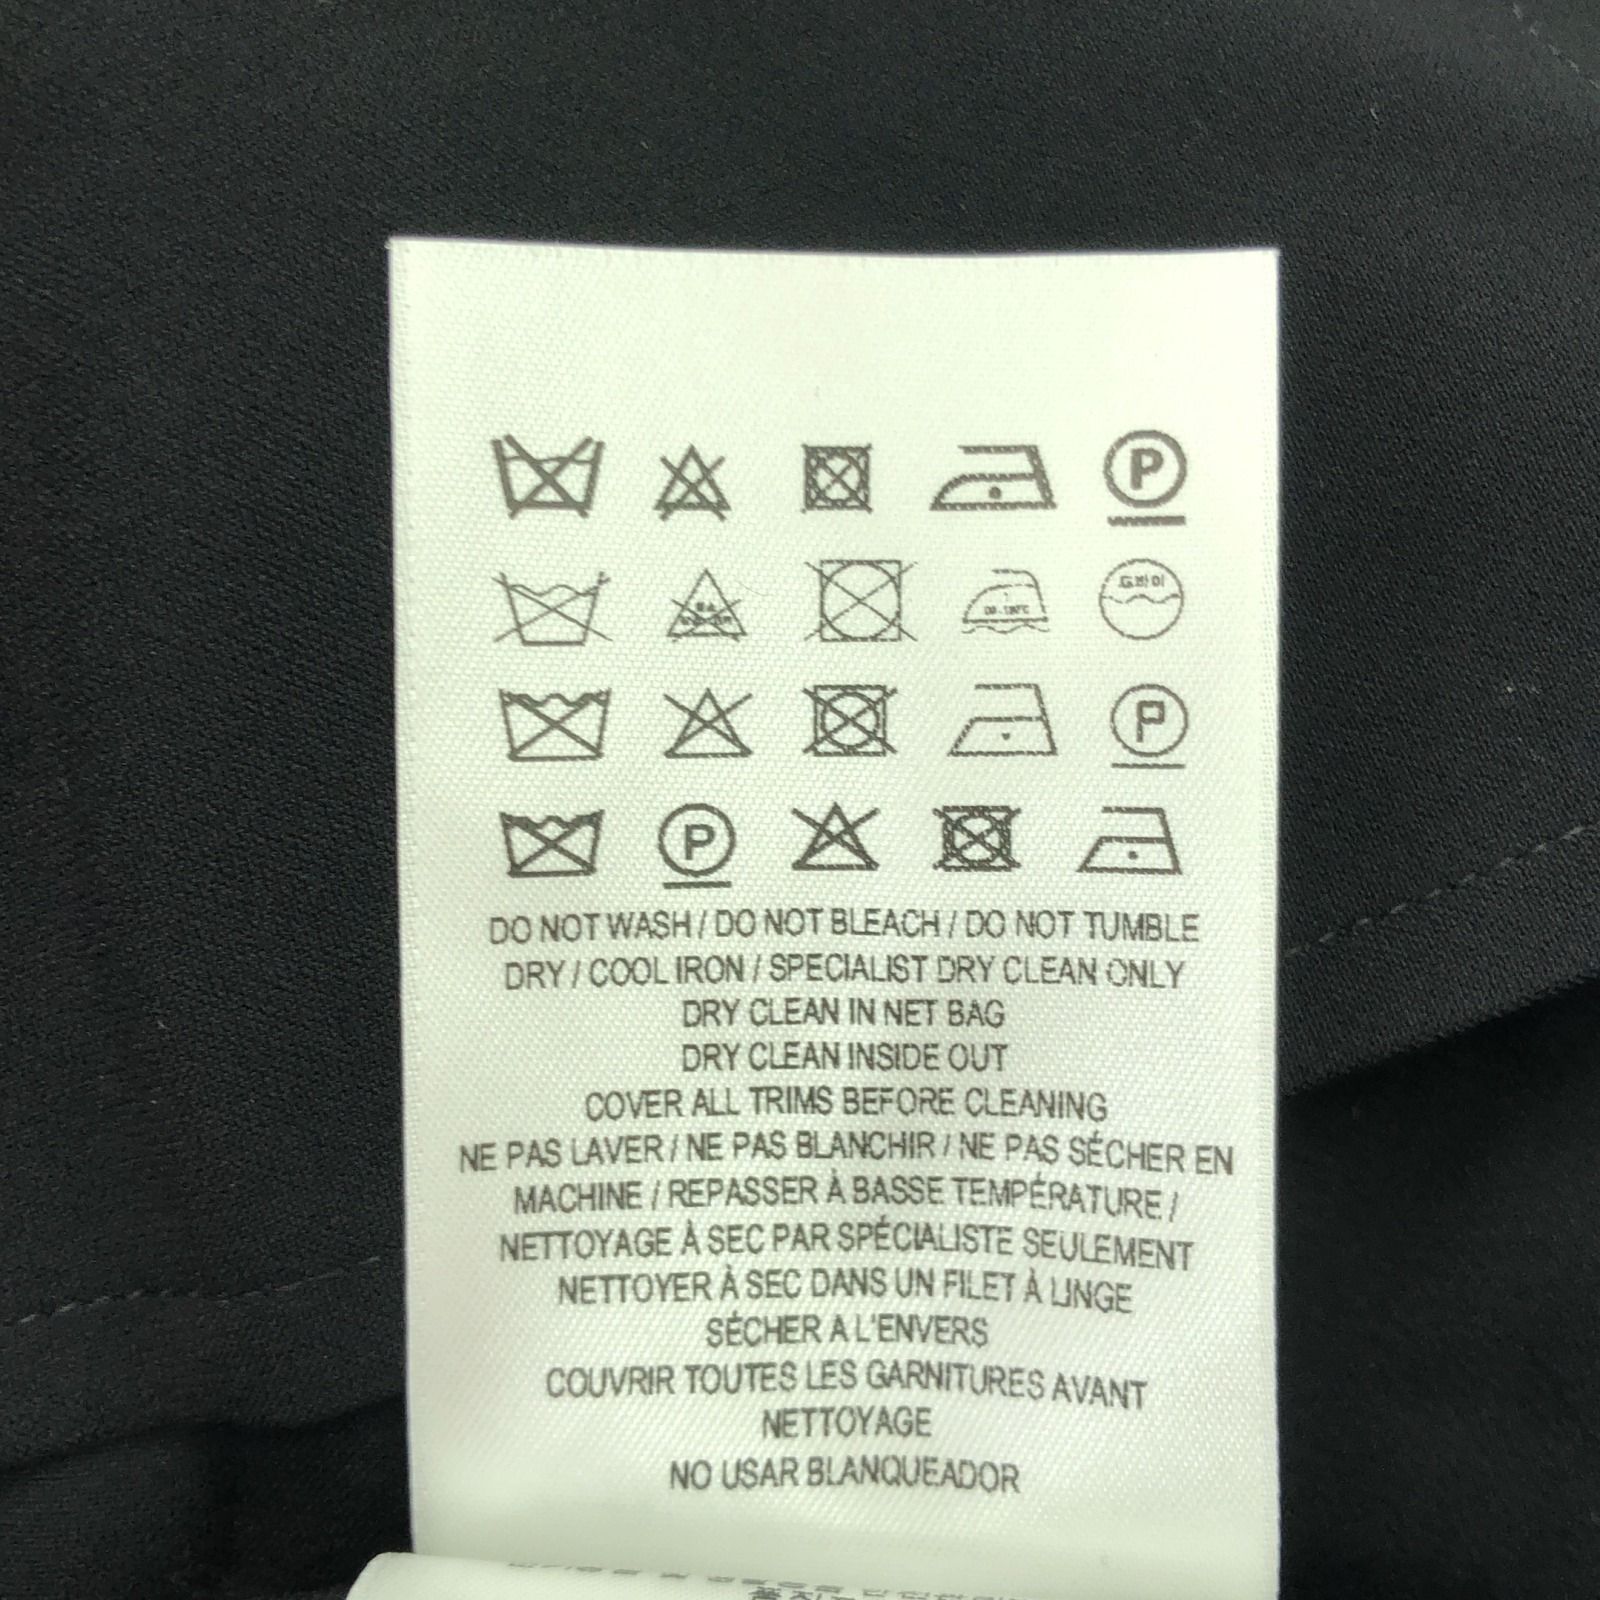 P
드라이
P
P
DO NOT WASH / DO NOT BLEACH / DO NOT TUMBLE
DRY / COOL IRON / SPECIALIST DRY CLEAN ONLY
DRY CLEAN IN NET BAG
DRY CLEAN INSIDE OUT
COVER ALL TRIMS BEFORE CLEANING
NE PAS LAVER / NE PAS BLANCHIR / NE PAS SÉCHER EN
MACHINE / REPASSER À BASSE TEMPÉRATURE /
NETTOYAGE À SEC PAR SPÉCIALISTE SEULEMENT
NETTOYER À SEC DANS UN FILET À LINGE
SÉCHER A L'ENVERS
COUVRIR TOUTES LES GARNITURES AVANT
NETTOYAGE
NO USAR BLANQUEADOR